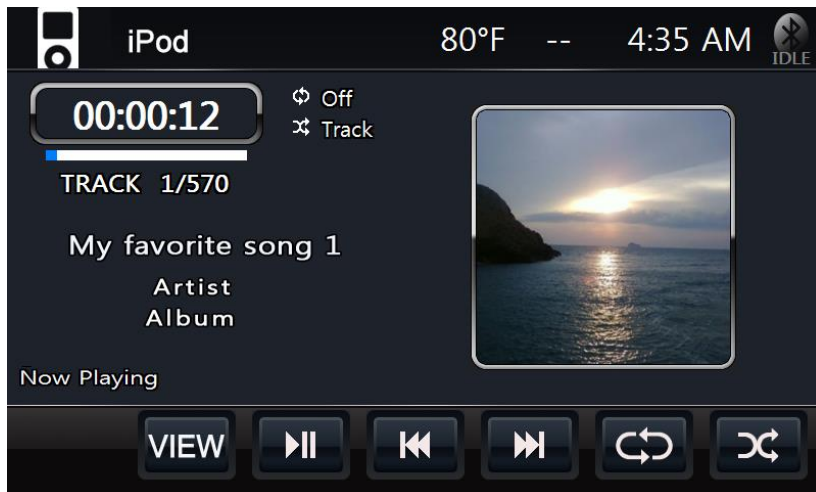 iPod 80°F -- 4:35 AM
IDLE
00:00:12
Off
Track
TRACK 1/570
My favorite song 1
Artist
Album
Now Playing
VIEW